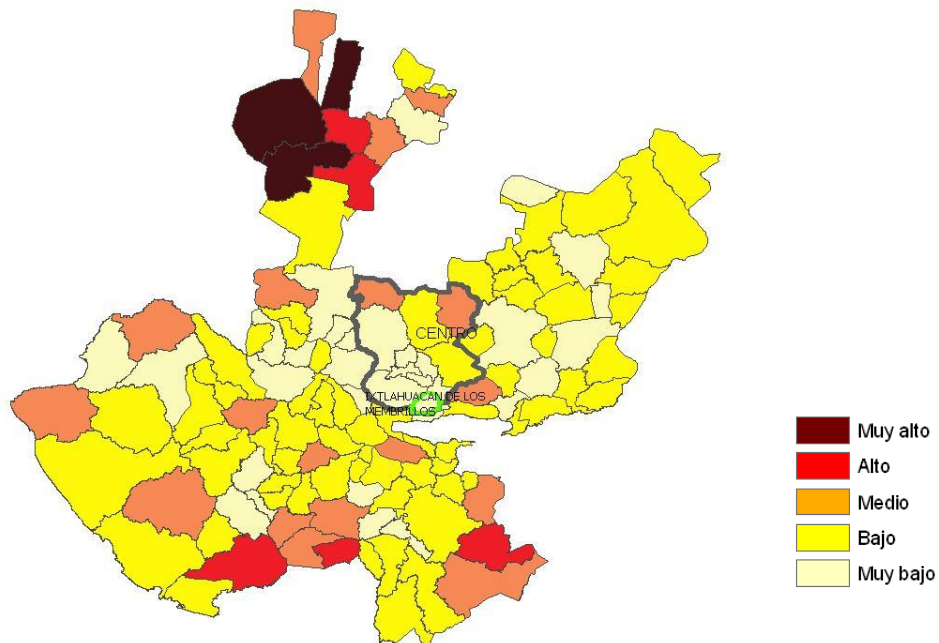 CENTRO
IXTLAHUACAN DE LOS
MEMBRILLOS
Muy alto
Alto
Medio
Bajo
Muy bajo